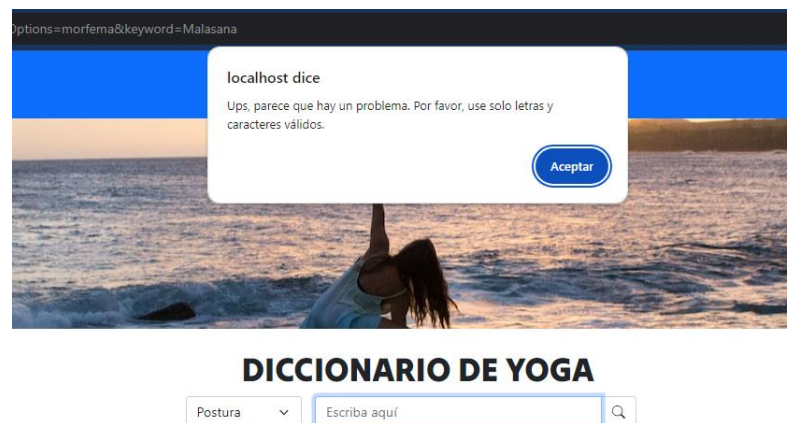 Options=morfema&keyword=Malasana
localhost dice
Ups, parece que hay un problema. Por favor, use solo letras y
caracteres válidos.
Aceptar
DICCIONARIO DE YOGA
Postura
Escriba aquí